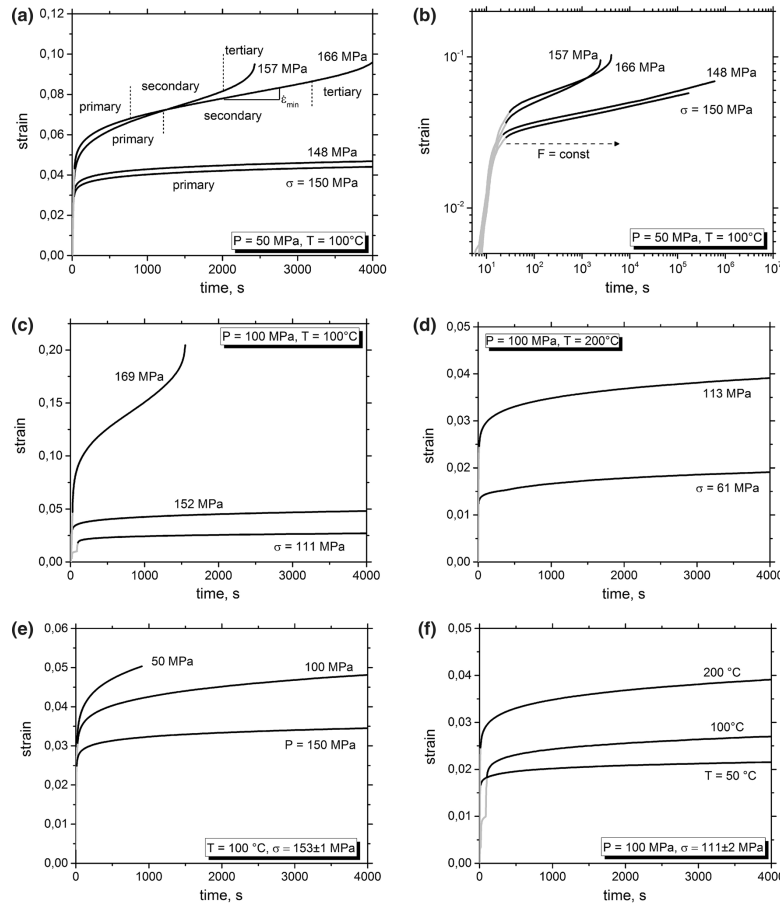 (a)
0,12
0,10
0,08
0,06
0,04
0,02
0,00
strain
primary
secondary
tertiary
157 MPa
166 MPa
ε̇min
primary
secondary
tertiary
148 MPa
primary
σ = 150 MPa
P = 50 MPa, T = 100°C
0 1000 2000 3000 4000
time, s
(b)
10⁻¹
10⁻²
strain
157 MPa
166 MPa
148 MPa
σ = 150 MPa
F = const
P = 50 MPa, T = 100°C
10¹ 10² 10³ 10⁴ 10⁵ 10⁶ 10⁷
time, s
(c)
0,20
0,15
0,10
0,05
0,00
strain
P = 100 MPa, T = 100°C
169 MPa
152 MPa
σ = 111 MPa
0 1000 2000 3000 4000
time, s
(d)
0,05
0,04
0,03
0,02
0,01
0,00
strain
P = 100 MPa, T = 200°C
113 MPa
σ = 61 MPa
0 1000 2000 3000 4000
time, s
(e)
0,06
0,05
0,04
0,03
0,02
0,01
0,00
strain
50 MPa
100 MPa
P = 150 MPa
T = 100 °C, σ = 153±1 MPa
0 1000 2000 3000 4000
time, s
(f)
0,05
0,04
0,03
0,02
0,01
0,00
strain
200 °C
100°C
T = 50 °C
P = 100 MPa, σ = 111±2 MPa
0 1000 2000 3000 4000
time, s